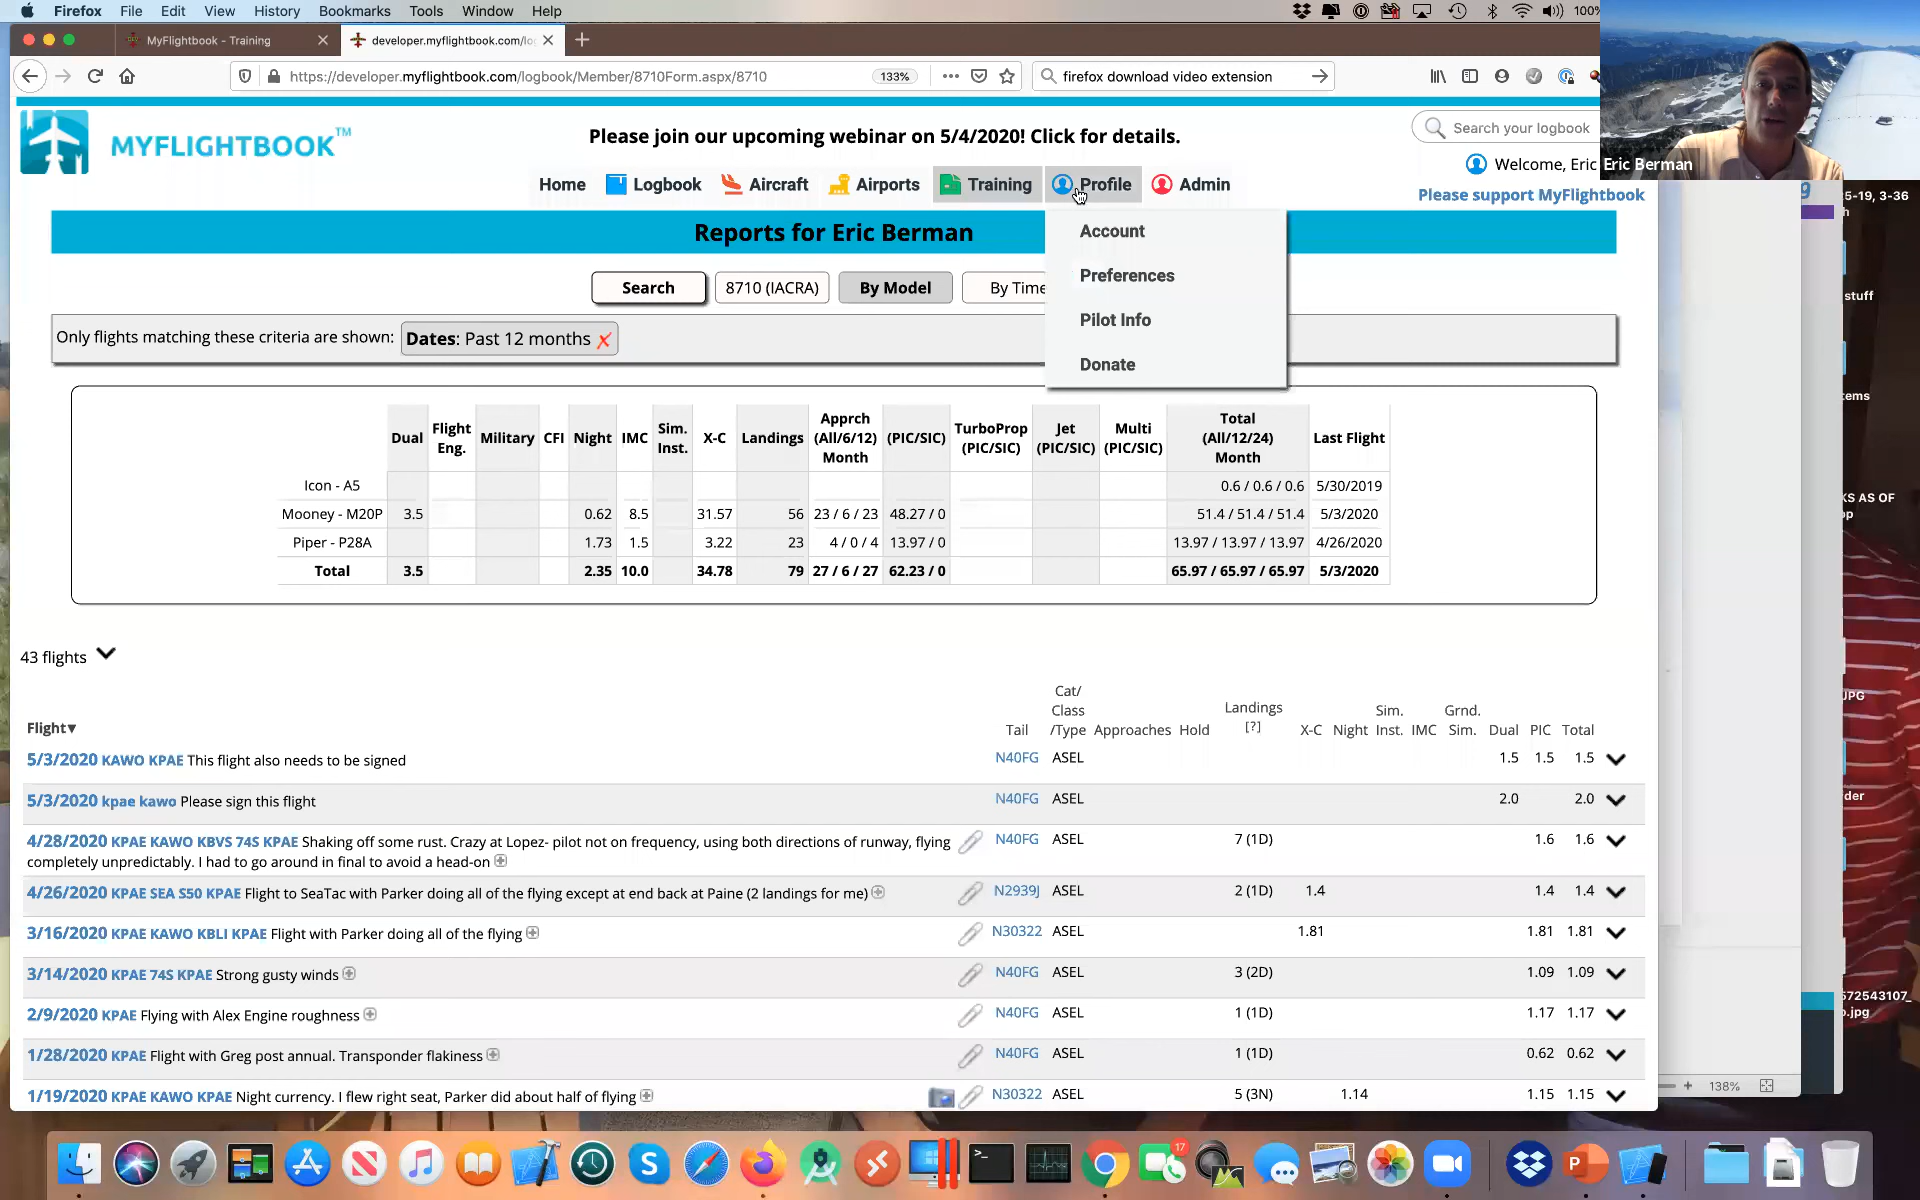 Firefox File Edit View History Bookmarks Tools Window Help 100%
MyFlightbook - Training
developer.myflightbook.com/lo
https://developer.myflightbook.com/logbook/Member/8710Form.aspx/8710 133%
firefox download video extension
MYFLIGHTBOOK™
Please join our upcoming webinar on 5/4/2020! Click for details.
Search your logbook
Welcome, Eric
Eric Berman
Home Logbook Aircraft Airports Training Profile Admin
Please support MyFlightbook
5-19, 3-36
Reports for Eric Berman
Account
Preferences
Pilot Info
Donate
Search 8710 (IACRA) By Model By Time
stuff
Only flights matching these criteria are shown: Dates: Past 12 months
tems
Dual Flight Eng. Military CFI Night IMC Sim. Inst. X-C Landings Apprch (All/6/12) Month (PIC/SIC) TurboProp (PIC/SIC) Jet (PIC/SIC) Multi (PIC/SIC) Total (All/12/24) Month Last Flight
Icon - A5 0.6 / 0.6 / 0.6 5/30/2019
Mooney - M20P 3.5 0.62 8.5 31.57 56 23 / 6 / 23 48.27 / 0 51.4 / 51.4 / 51.4 5/3/2020
Piper - P28A 1.73 1.5 3.22 23 4 / 0 / 4 13.97 / 0 13.97 / 13.97 / 13.97 4/26/2020
Total 3.5 2.35 10.0 34.78 79 27 / 6 / 27 62.23 / 0 65.97 / 65.97 / 65.97 5/3/2020
KS AS OF
op
43 flights
JPG
Flight▼ Tail Cat/ Class /Type Approaches Hold Landings [?] X-C Night Sim. Inst. IMC Grnd. Sim. Dual PIC Total
5/3/2020 KAWO KPAE This flight also needs to be signed N40FG ASEL 1.5 1.5 1.5
5/3/2020 kpae kawo Please sign this flight N40FG ASEL 2.0 2.0
der
4/28/2020 KPAE KAWO KBVS 74S KPAE Shaking off some rust. Crazy at Lopez- pilot not on frequency, using both directions of runway, flying N40FG ASEL 7 (1D) 1.6 1.6
completely unpredictably. I had to go around in final to avoid a head-on
4/26/2020 KPAE SEA S50 KPAE Flight to SeaTac with Parker doing all of the flying except at end back at Paine (2 landings for me) N2939J ASEL 2 (1D) 1.4 1.4 1.4
3/16/2020 KPAE KAWO KBLI KPAE Flight with Parker doing all of the flying N30322 ASEL 1.81 1.81 1.81
3/14/2020 KPAE 74S KPAE Strong gusty winds N40FG ASEL 3 (2D) 1.09 1.09
572543107_
.jpg
2/9/2020 KPAE Flying with Alex Engine roughness N40FG ASEL 1 (1D) 1.17 1.17
1/28/2020 KPAE Flight with Greg post annual. Transponder flakiness N40FG ASEL 1 (1D) 0.62 0.62
1/19/2020 KPAE KAWO KPAE Night currency. I flew right seat, Parker did about half of flying N30322 ASEL 5 (3N) 1.14 1.15 1.15
138%
17